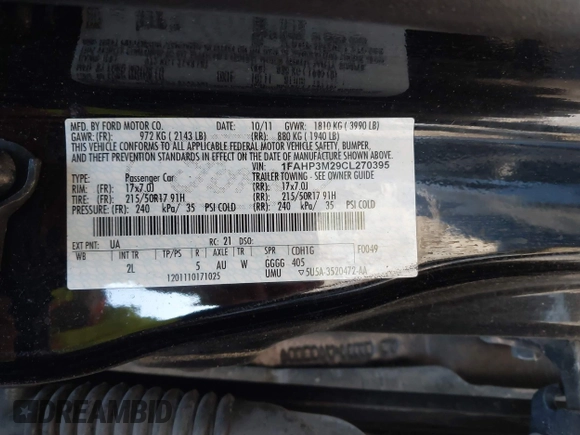 MFD. BY FORD MOTOR CO. DATE: 10/11 GVWR: 1810 KG ( 3990 LB)
GAWR: (FR): 972 KG ( 2143 LB) (RR): 880 KG ( 1940 LB)
THIS VEHICLE CONFORMS TO ALL APPLICABLE FEDERAL MOTOR VEHICLE SAFETY, BUMPER,
AND THEFT PREVENTION STANDARDS IN EFFECT ON THE DATE OF MANUFACTURE SHOWN ABOVE.
VIN: 1FAHP3M29CL270395
TYPE: Passenger Car TRAILER TOWING - SEE OWNER GUIDE
RIM: (FR) 17x7.0J (RR): 17x7.0J
TIRE: (FR) 215/50R17 91H (RR): 215/50R17 91H
PRESSURE: (FR) 240 kPa/ 35 PSI COLD (RR): 240 kPa/ 35 PSI COLD
EXT PNT: UA RC: 21 DSO: F0049
WB INT TR TP/PS R AXLE TR SPR CDH1G
2L 5 AU W GGGG 405
1201110171025 UMU ▽5U5A-3520472-AA
DREAMBID